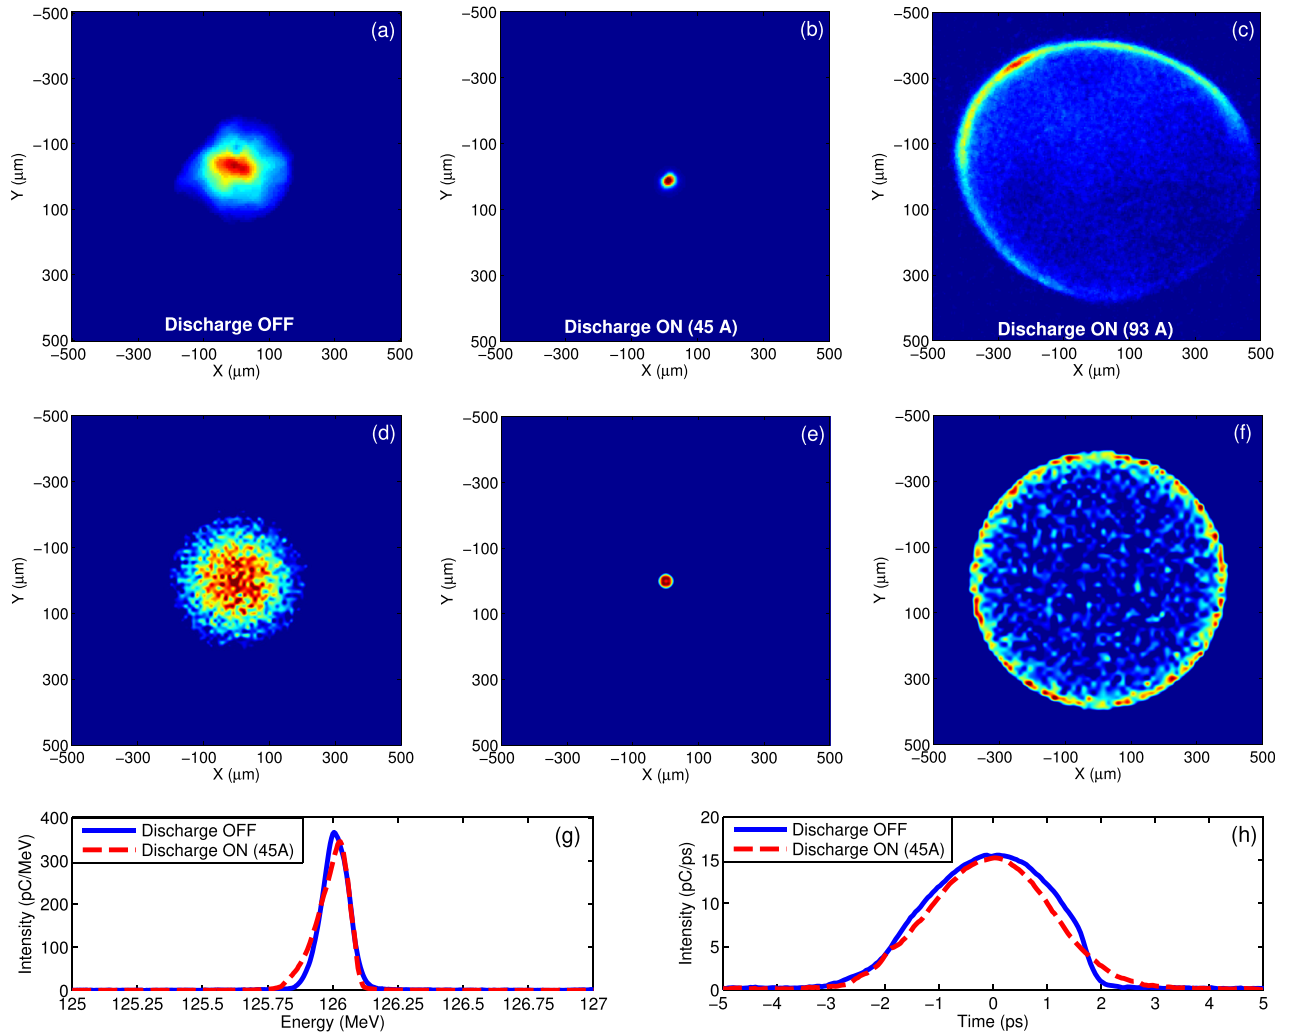 (a)
−500
−300
−100
100
300
500
Y (μm)
Discharge OFF
−500 −300 −100 100 300 500
X (μm)
(b)
−500
−300
−100
100
300
500
Y (μm)
Discharge ON (45 A)
−500 −300 −100 100 300 500
X (μm)
(c)
−500
−300
−100
100
300
500
Y (μm)
Discharge ON (93 A)
−500 −300 −100 100 300 500
X (μm)
(d)
−500
−300
−100
100
300
500
Y (μm)
−500 −300 −100 100 300 500
X (μm)
(e)
−500
−300
−100
100
300
500
Y (μm)
−500 −300 −100 100 300 500
X (μm)
(f)
−500
−300
−100
100
300
500
Y (μm)
−500 −300 −100 100 300 500
X (μm)
(g)
Discharge OFF
Discharge ON (45A)
400
300
200
100
0
Intensity (pC/MeV)
125 125.25 125.5 125.75 126 126.25 126.5 126.75 127
Energy (MeV)
(h)
Discharge OFF
Discharge ON (45A)
20
15
10
5
0
Intensity (pC/ps)
−5 −4 −3 −2 −1 0 1 2 3 4 5
Time (ps)